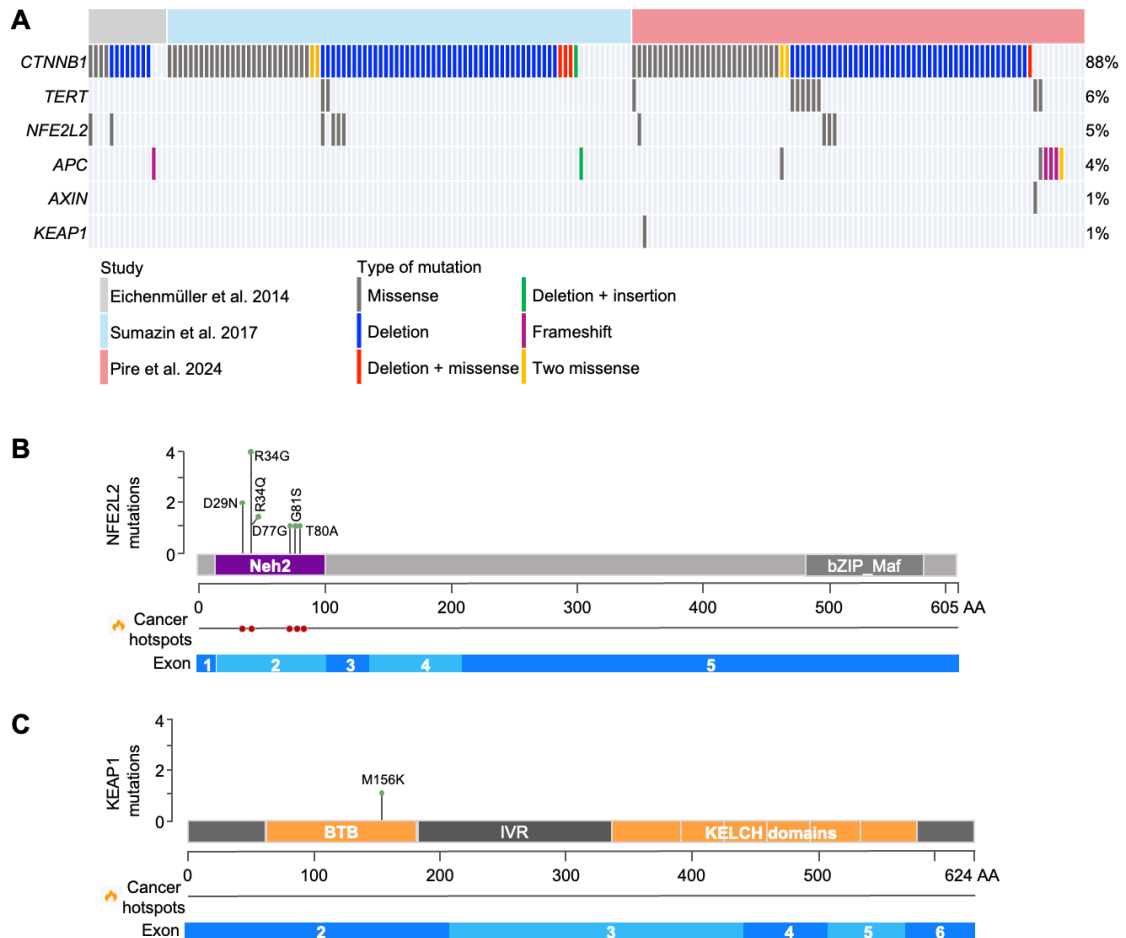 A
CTNNB1 88%
TERT 6%
NFE2L2 5%
APC 4%
AXIN 1%
KEAP1 1%
Study
Eichenmüller et al. 2014
Sumazin et al. 2017
Pire et al. 2024
Type of mutation
Missense
Deletion
Deletion + missense
Deletion + insertion
Frameshift
Two missense
B
NFE2L2
mutations
4
2
0
D29N
R34G
R34Q
D77G
G81S
T80A
Neh2
bZIP_Maf
0 100 200 300 400 500 605 AA
Cancer
hotspots
Exon 1 2 3 4 5
C
KEAP1
mutations
4
2
0
M156K
BTB IVR KELCH domains
0 100 200 300 400 500 624 AA
Cancer
hotspots
Exon 2 3 4 5 6